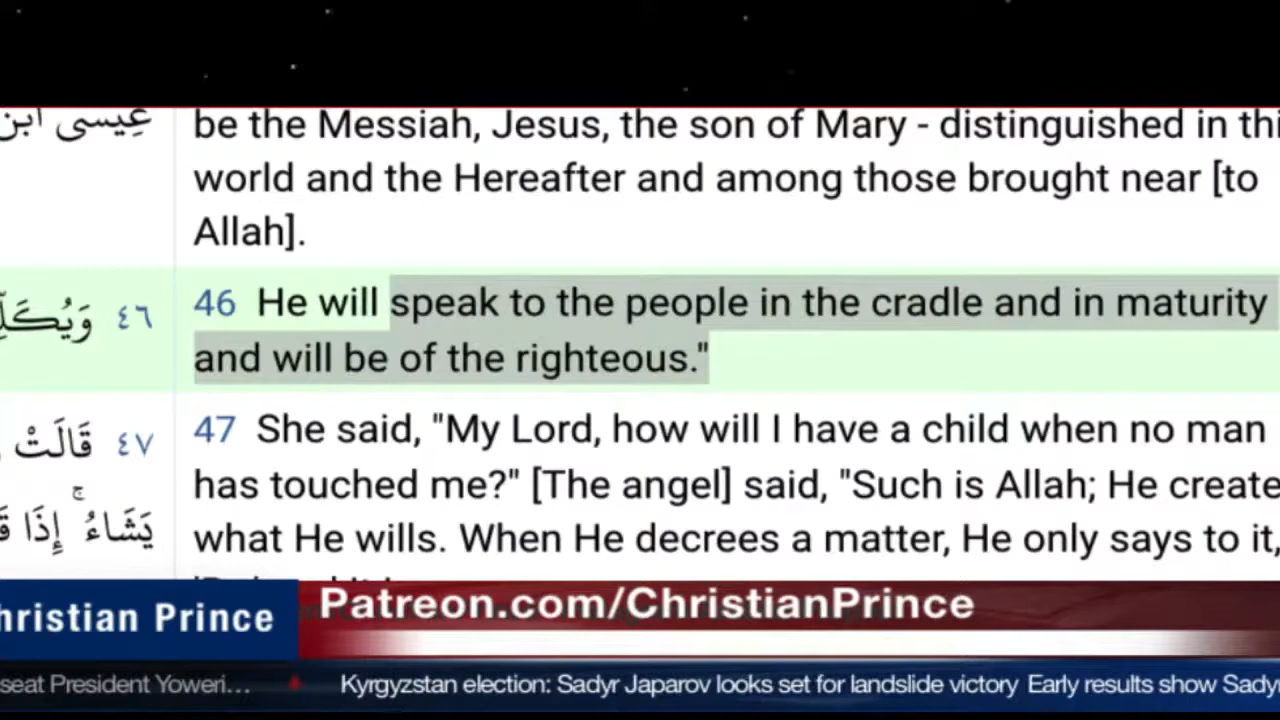 عِيسَى ابن
be the Messiah, Jesus, the son of Mary - distinguished in thi
world and the Hereafter and among those brought near [to
Allah].
٤٦ وَيُكَلِّ
46 He will speak to the people in the cradle and in maturity
and will be of the righteous."
٤٧ قَالَتْ
47 She said, "My Lord, how will I have a child when no man
يَشَاءُ ۚ إِذَا قَ
has touched me?" [The angel] said, "Such is Allah; He create
what He wills. When He decrees a matter, He only says to it,
hristian Prince
Patreon.com/ChristianPrince
seat President Yoweri... Kyrgyzstan election: Sadyr Japarov looks set for landslide victory Early results show Sady